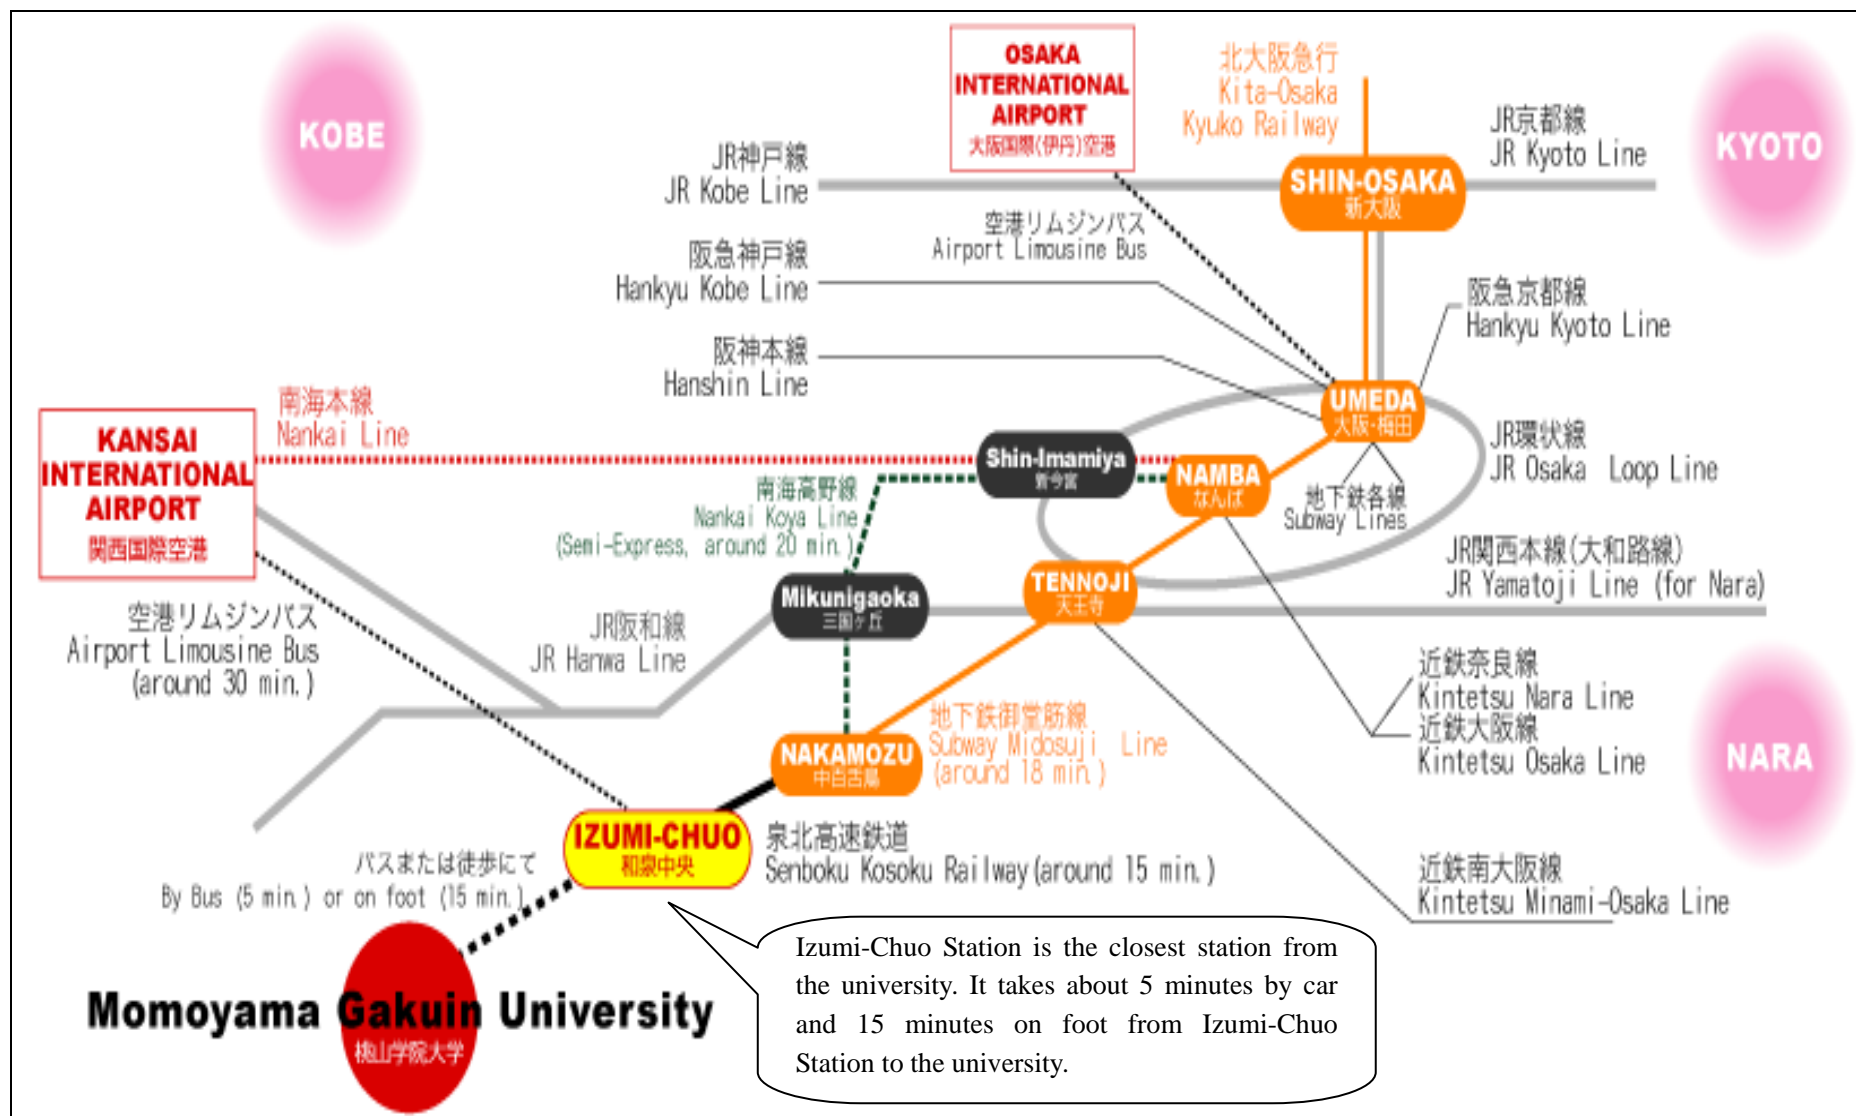 KOBE
OSAKA
INTERNATIONAL
AIRPORT
大阪国際(伊丹)空港
北大阪急行
Kita-Osaka
Kyuko Railway
JR京都線
JR Kyoto Line
KYOTO
JR神戸線
JR Kobe Line
SHIN-OSAKA
新大阪
空港リムジンバス
Airport Limousine Bus
阪急神戸線
Hankyu Kobe Line
阪急京都線
Hankyu Kyoto Line
阪神本線
Hanshin Line
UMEDA
大阪・梅田
南海本線
Nankai Line
KANSAI
INTERNATIONAL
AIRPORT
関西国際空港
Shin-Imamiya
新今宮
NAMBA
なんば
JR環状線
JR Osaka Loop Line
地下鉄各線
Subway Lines
南海高野線
Nankai Koya Line
(Semi-Express, around 20 min.)
JR関西本線(大和路線)
JR Yamatoji Line (for Nara)
TENNOJI
天王寺
Mikunigaoka
三国ヶ丘
空港リムジンバス
Airport Limousine Bus
(around 30 min.)
JR阪和線
JR Hanwa Line
近鉄奈良線
Kintetsu Nara Line
近鉄大阪線
Kintetsu Osaka Line
NARA
地下鉄御堂筋線
Subway Midosuji Line
(around 18 min.)
NAKAMOZU
中百舌鳥
IZUMI-CHUO
和泉中央
泉北高速鉄道
Senboku Kosoku Railway(around 15 min.)
バスまたは徒歩にて
By Bus (5 min.) or on foot (15 min.)
近鉄南大阪線
Kintetsu Minami-Osaka Line
Momoyama Gakuin University
桃山学院大学
Izumi-Chuo Station is the closest station from
the university. It takes about 5 minutes by car
and 15 minutes on foot from Izumi-Chuo
Station to the university.